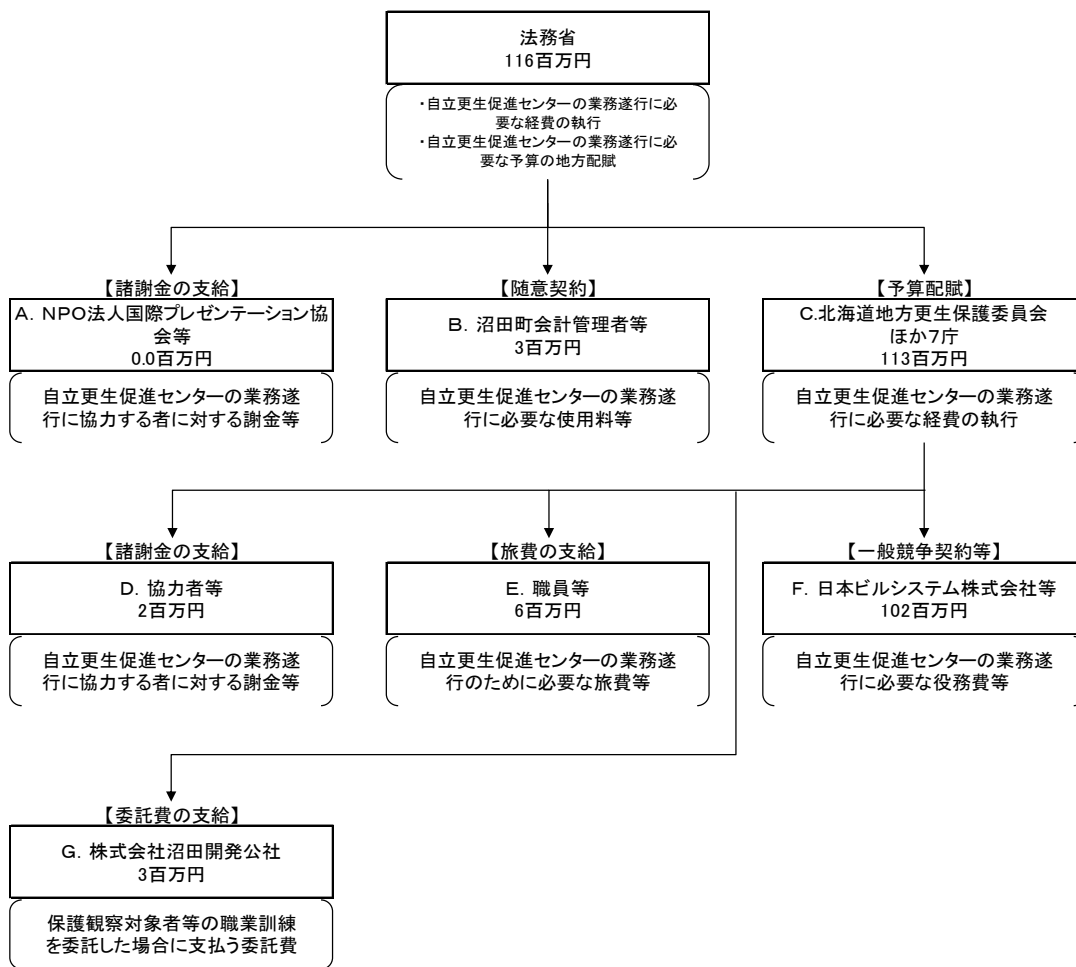 法務省
116百万円
・自立更生促進センターの業務遂行に必
要な経費の執行
・自立更生促進センターの業務遂行に必
要な予算の地方配賦
【諸謝金の支給】
A．NPO法人国際プレゼンテーション協
会等
0.0百万円
自立更生促進センターの業務遂
行に協力する者に対する謝金等
【随意契約】
B．沼田町会計管理者等
3百万円
自立更生促進センターの業務遂
行に必要な使用料等
【予算配賦】
C.北海道地方更生保護委員会
ほか7庁
113百万円
自立更生促進センターの業務遂
行に必要な経費の執行
【諸謝金の支給】
D．協力者等
2百万円
自立更生促進センターの業務遂
行に協力する者に対する謝金等
【旅費の支給】
E．職員等
6百万円
自立更生促進センターの業務遂
行のために必要な旅費等
【一般競争契約等】
F．日本ビルシステム株式会社等
102百万円
自立更生促進センターの業務遂
行に必要な役務費等
【委託費の支給】
G．株式会社沼田開発公社
3百万円
保護観察対象者等の職業訓練
を委託した場合に支払う委託費